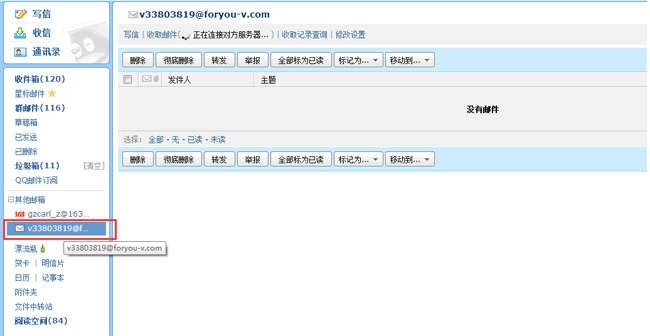 写信
收信
通讯录
收件箱(120)
星标邮件
群邮件(116)
草稿箱
已发送
已删除
垃圾箱(11) [清空]
QQ邮件订阅
其他邮箱
163 gzcarl_z@163...
v33803819@f...
v33803819@foryou-v.com
漂流瓶
贺卡 | 明信片
日历 | 记事本
附件夹
文件中转站
阅读空间(84)
v33803819@foryou-v.com
写信 | 收取邮件( 正在连接对方服务器... ) | 收取记录查询 | 修改设置
删除 彻底删除 转发 举报 全部标为已读 标记为... 移动到...
发件人 主题
没有邮件
选择: 全部 - 无 - 已读 - 未读
删除 彻底删除 转发 举报 全部标为已读 标记为... 移动到...